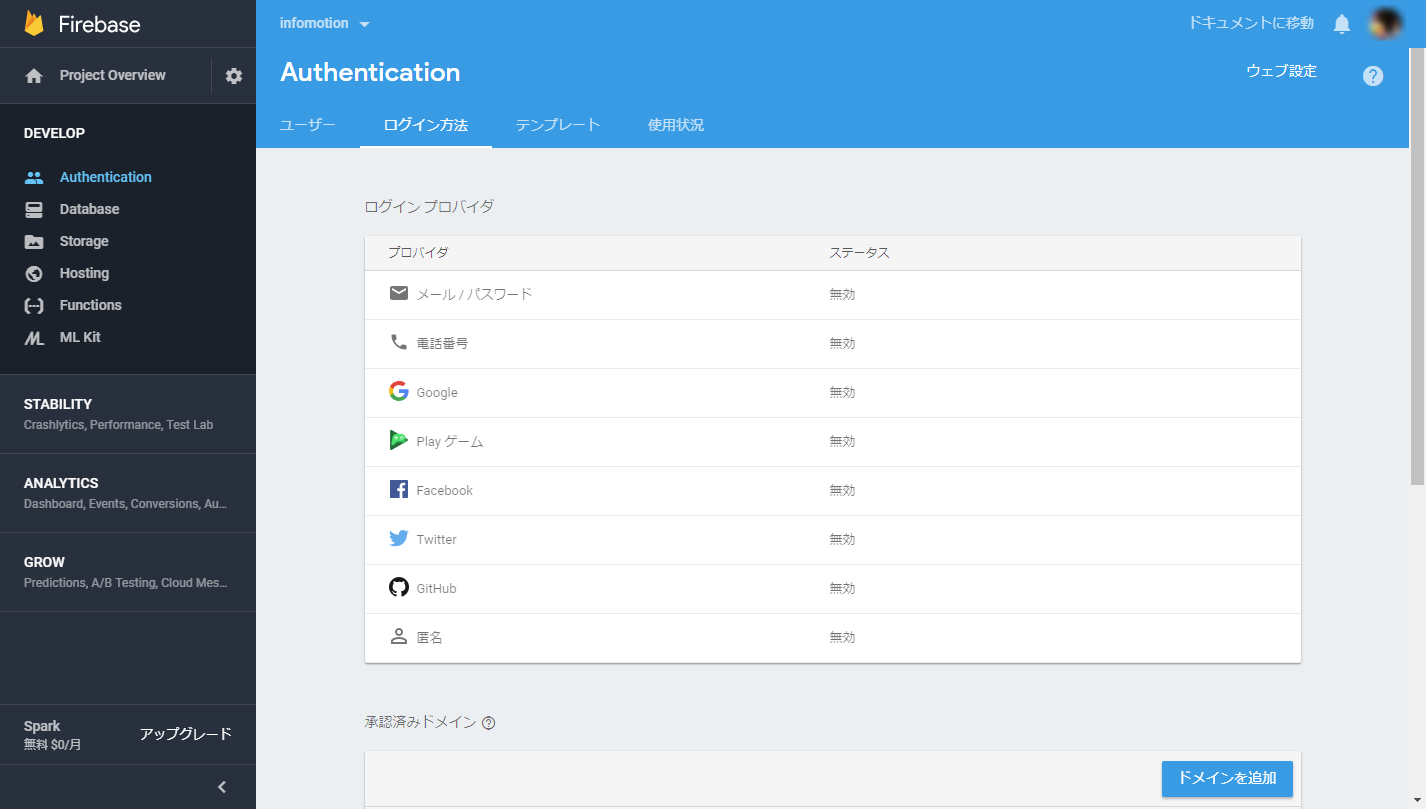 Firebase
Project Overview
DEVELOP
Authentication
Database
Storage
Hosting
Functions
ML Kit
STABILITY
Crashlytics, Performance, Test Lab
ANALYTICS
Dashboard, Events, Conversions, Au...
GROW
Predictions, A/B Testing, Cloud Mes...
Spark
無料 $0/月
アップグレード
infomotion
ドキュメントに移動
Authentication
ウェブ設定
ユーザー ログイン方法 テンプレート 使用状況
ログイン プロバイダ
プロバイダ ステータス
メール / パスワード 無効
電話番号 無効
Google 無効
Play ゲーム 無効
Facebook 無効
Twitter 無効
GitHub 無効
匿名 無効
承認済みドメイン
ドメインを追加